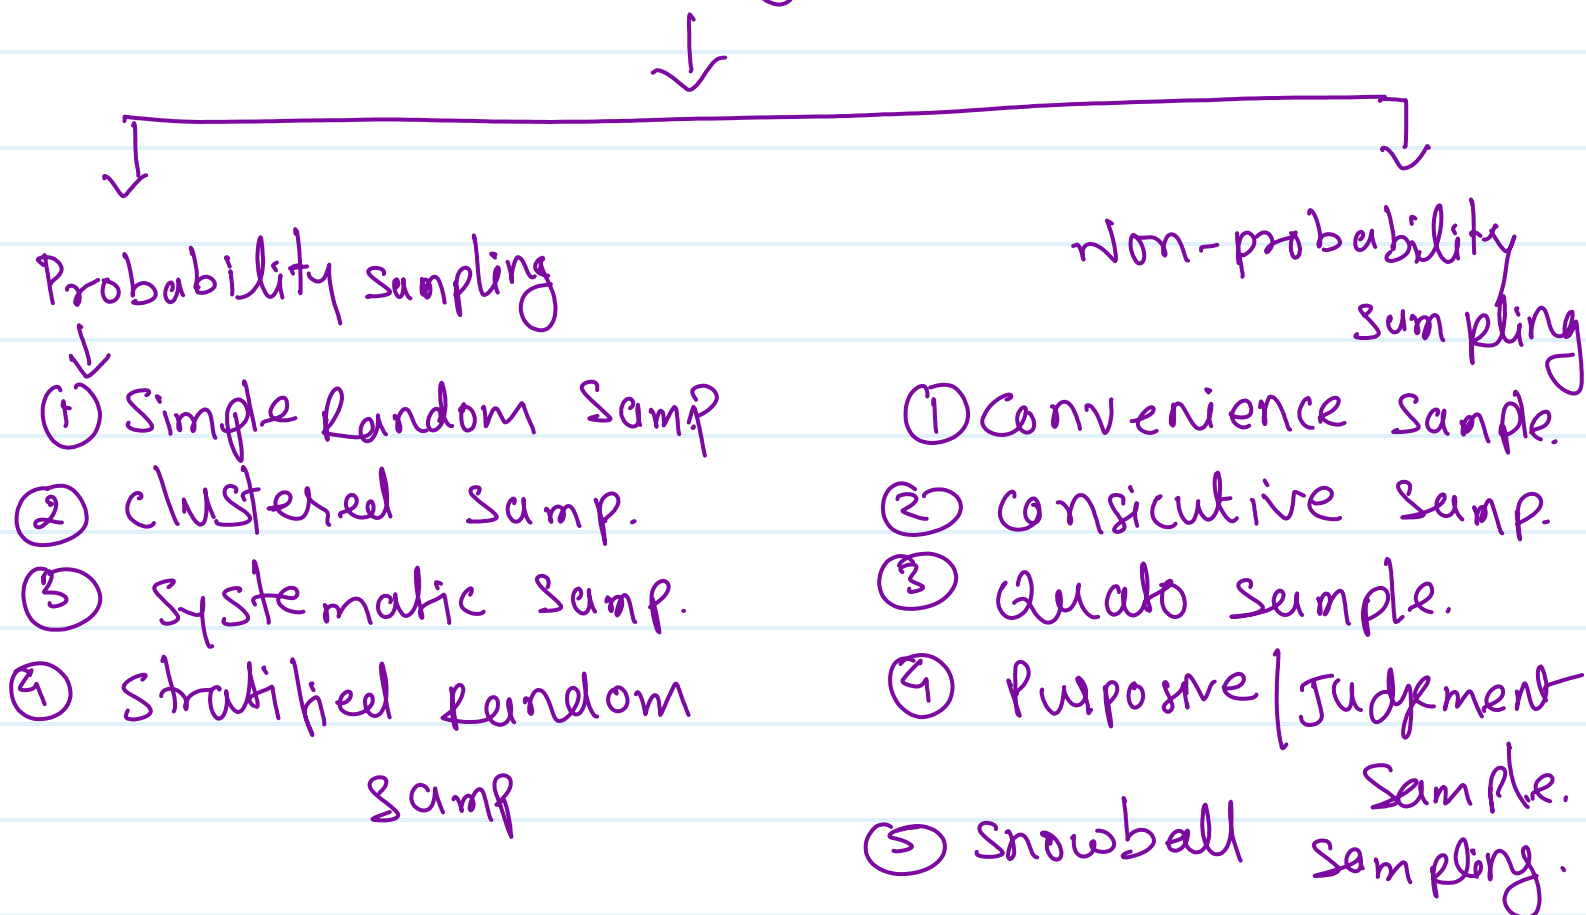 Probability sampling
① Simple Random Samp
② Clustered Samp.
③ Systematic Samp.
④ Stratified Random
Samp
Non-probability
sampling
① Convenience Sample.
② Consicutive Samp.
③ Quato Sample.
④ Purposive/Judgement
Sample.
⑤ Snowball Sampling.